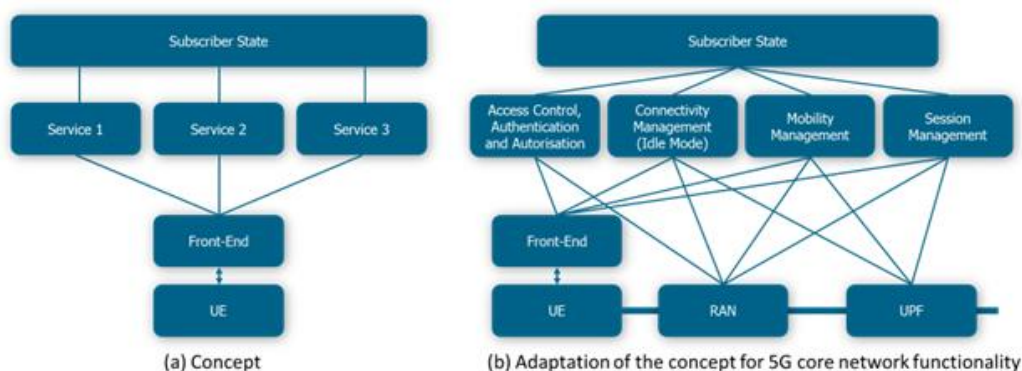 Subscriber State
Service 1
Service 2
Service 3
Front-End
UE
(a) Concept
Subscriber State
Access Control,
Authentication
and Autorisation
Connectivity
Management
(Idle Mode)
Mobility
Management
Session
Management
Front-End
UE
RAN
UPF
(b) Adaptation of the concept for 5G core network functionality